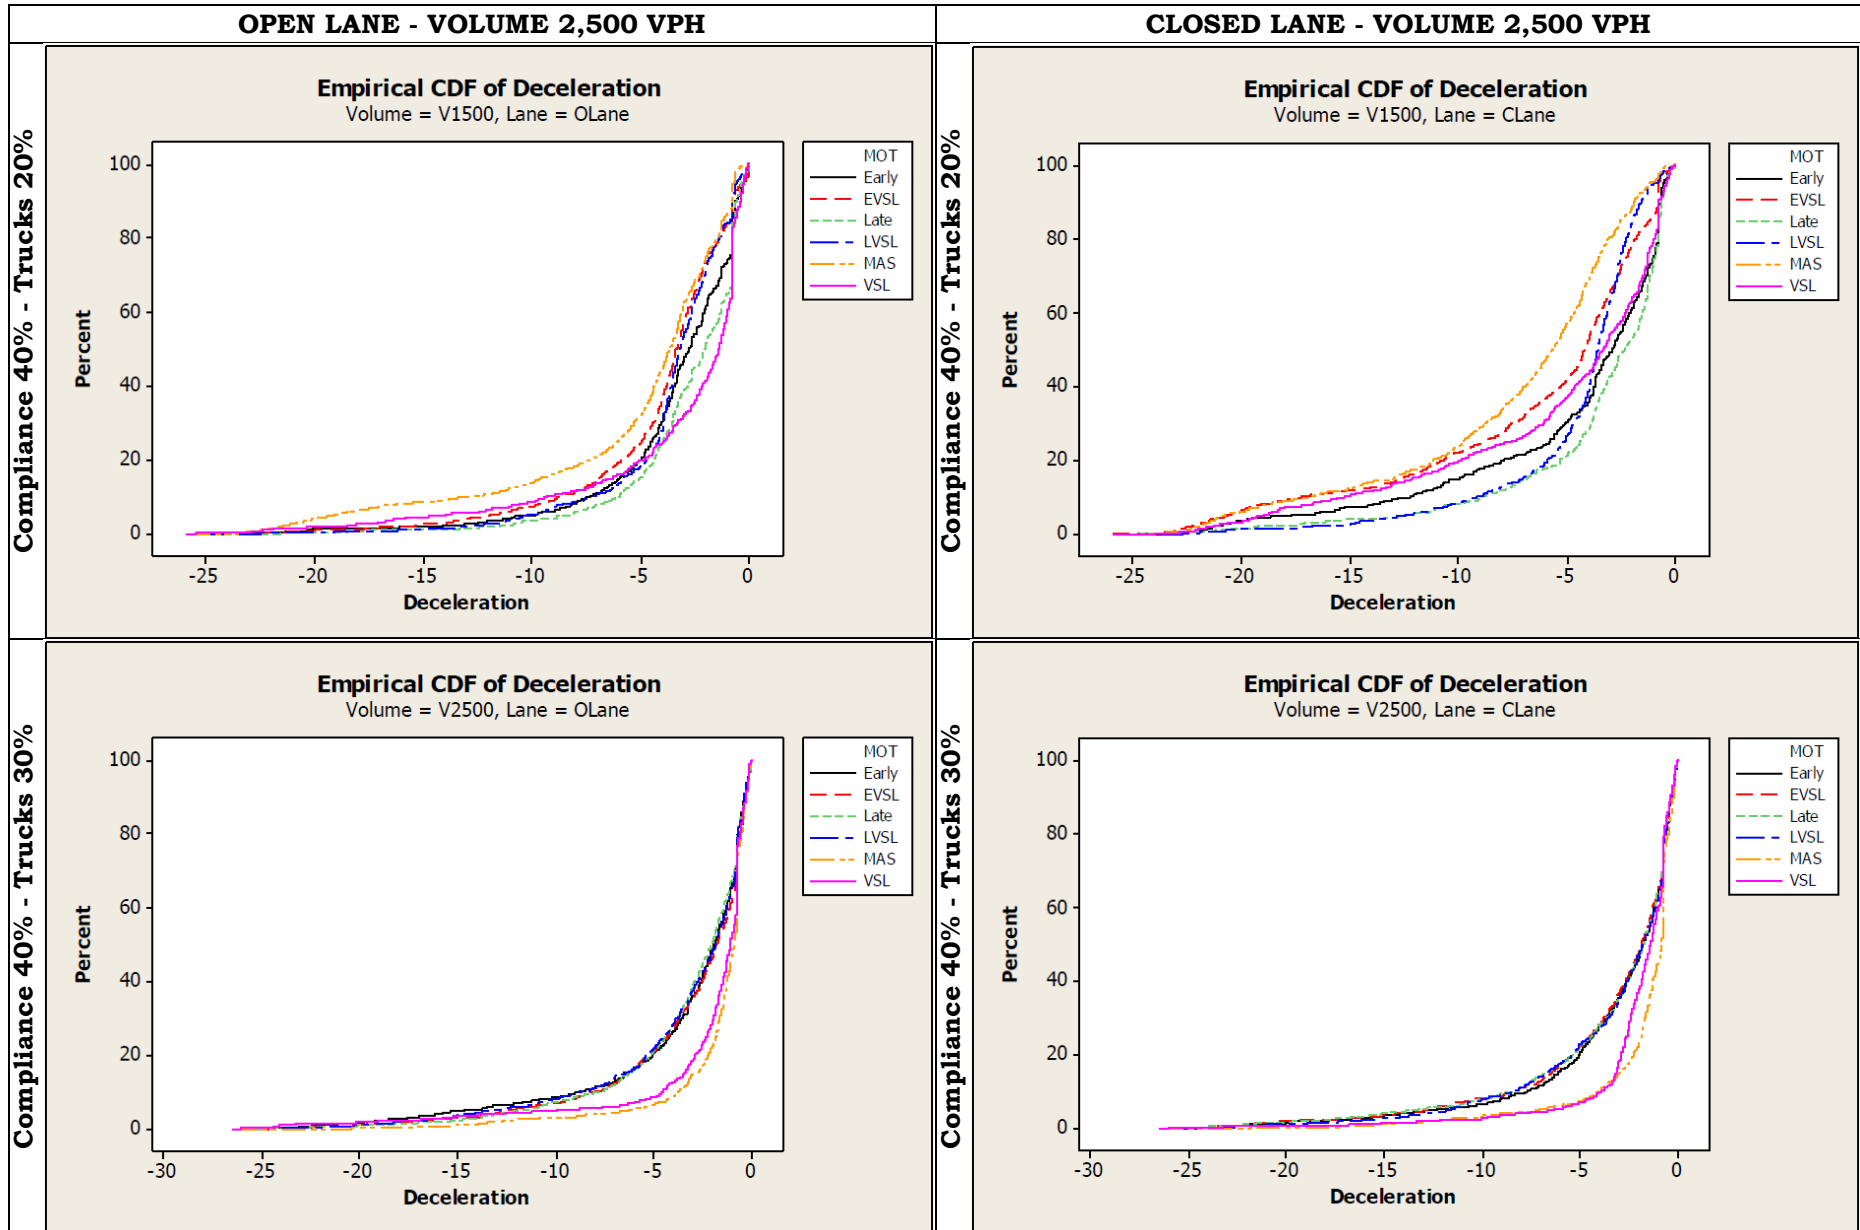 OPEN LANE - VOLUME 2,500 VPH
CLOSED LANE - VOLUME 2,500 VPH
Compliance 40% - Trucks 20%
Empirical CDF of Deceleration
Volume = V1500, Lane = OLane
Percent
100
80
60
40
20
0
-25
-20
-15
-10
-5
0
Deceleration
MOT
Early
EVSL
Late
LVSL
MAS
VSL
Compliance 40% - Trucks 20%
Empirical CDF of Deceleration
Volume = V1500, Lane = CLane
Percent
100
80
60
40
20
0
-25
-20
-15
-10
-5
0
Deceleration
MOT
Early
EVSL
Late
LVSL
MAS
VSL
Compliance 40% - Trucks 30%
Empirical CDF of Deceleration
Volume = V2500, Lane = OLane
Percent
100
80
60
40
20
0
-30
-25
-20
-15
-10
-5
0
Deceleration
MOT
Early
EVSL
Late
LVSL
MAS
VSL
Compliance 40% - Trucks 30%
Empirical CDF of Deceleration
Volume = V2500, Lane = CLane
Percent
100
80
60
40
20
0
-30
-25
-20
-15
-10
-5
0
Deceleration
MOT
Early
EVSL
Late
LVSL
MAS
VSL